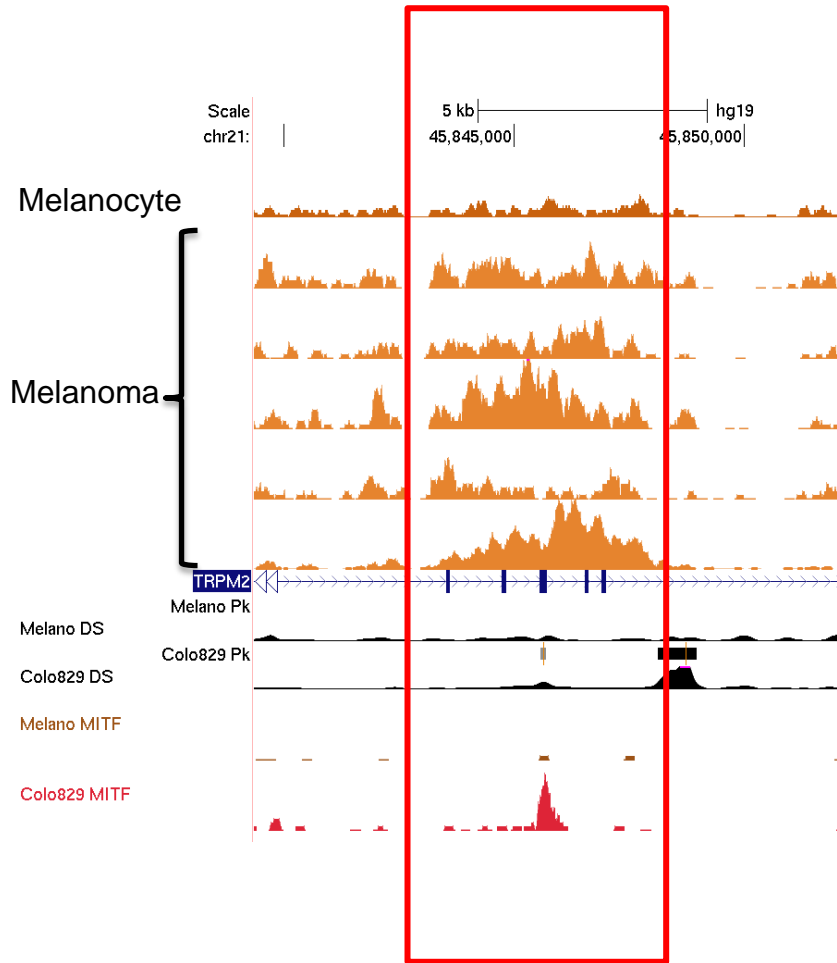 Scale 5 kb hg19
chr21: 45,845,000 45,850,000
Melanocyte
Melanoma
TRPM2
Melano Pk
Melano DS
Colo829 Pk
Colo829 DS
Melano MITF
Colo829 MITF